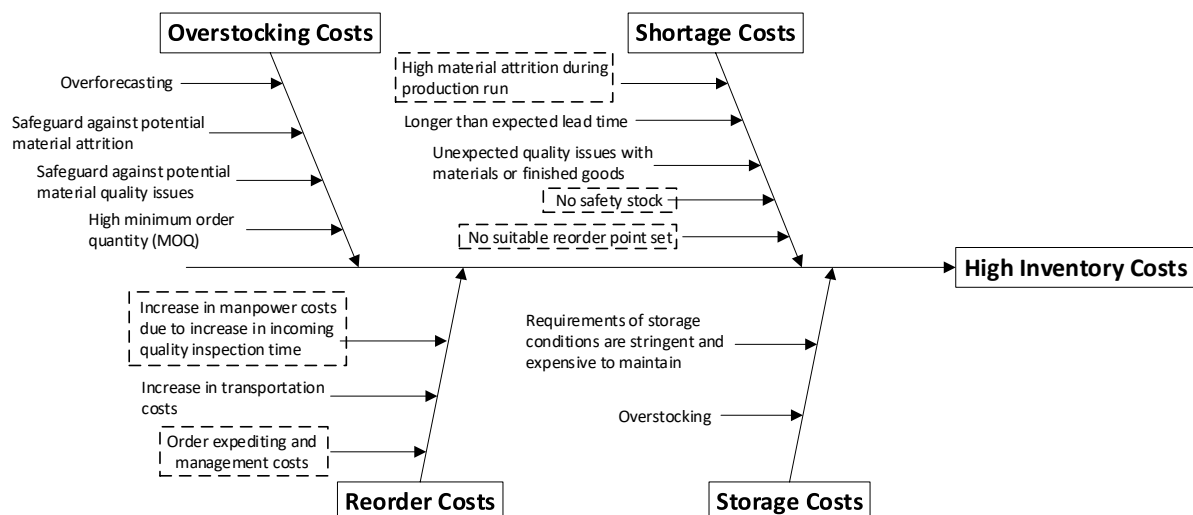 Overstocking Costs
Overforecasting
Safeguard against potential
material attrition
Safeguard against potential
material quality issues
High minimum order
quantity (MOQ)
Shortage Costs
High material attrition during
production run
Longer than expected lead time
Unexpected quality issues with
materials or finished goods
No safety stock
No suitable reorder point set
High Inventory Costs
Increase in manpower costs
due to increase in incoming
quality inspection time
Increase in transportation
costs
Order expediting and
management costs
Reorder Costs
Requirements of storage
conditions are stringent and
expensive to maintain
Overstocking
Storage Costs